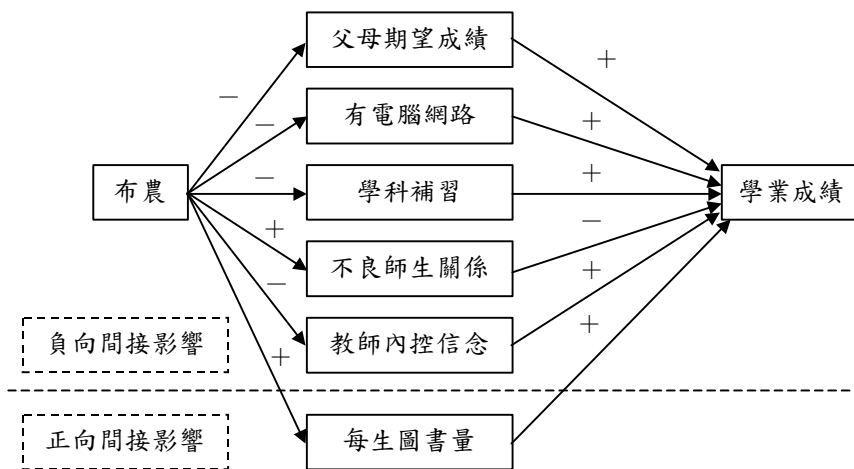 父母期望成績
＋
－
有電腦網路
－
＋
布農
－
學科補習
＋
學業成績
＋
－
不良師生關係
＋
－
負向間接影響
教師內控信念
＋
＋
正向間接影響
每生圖書量